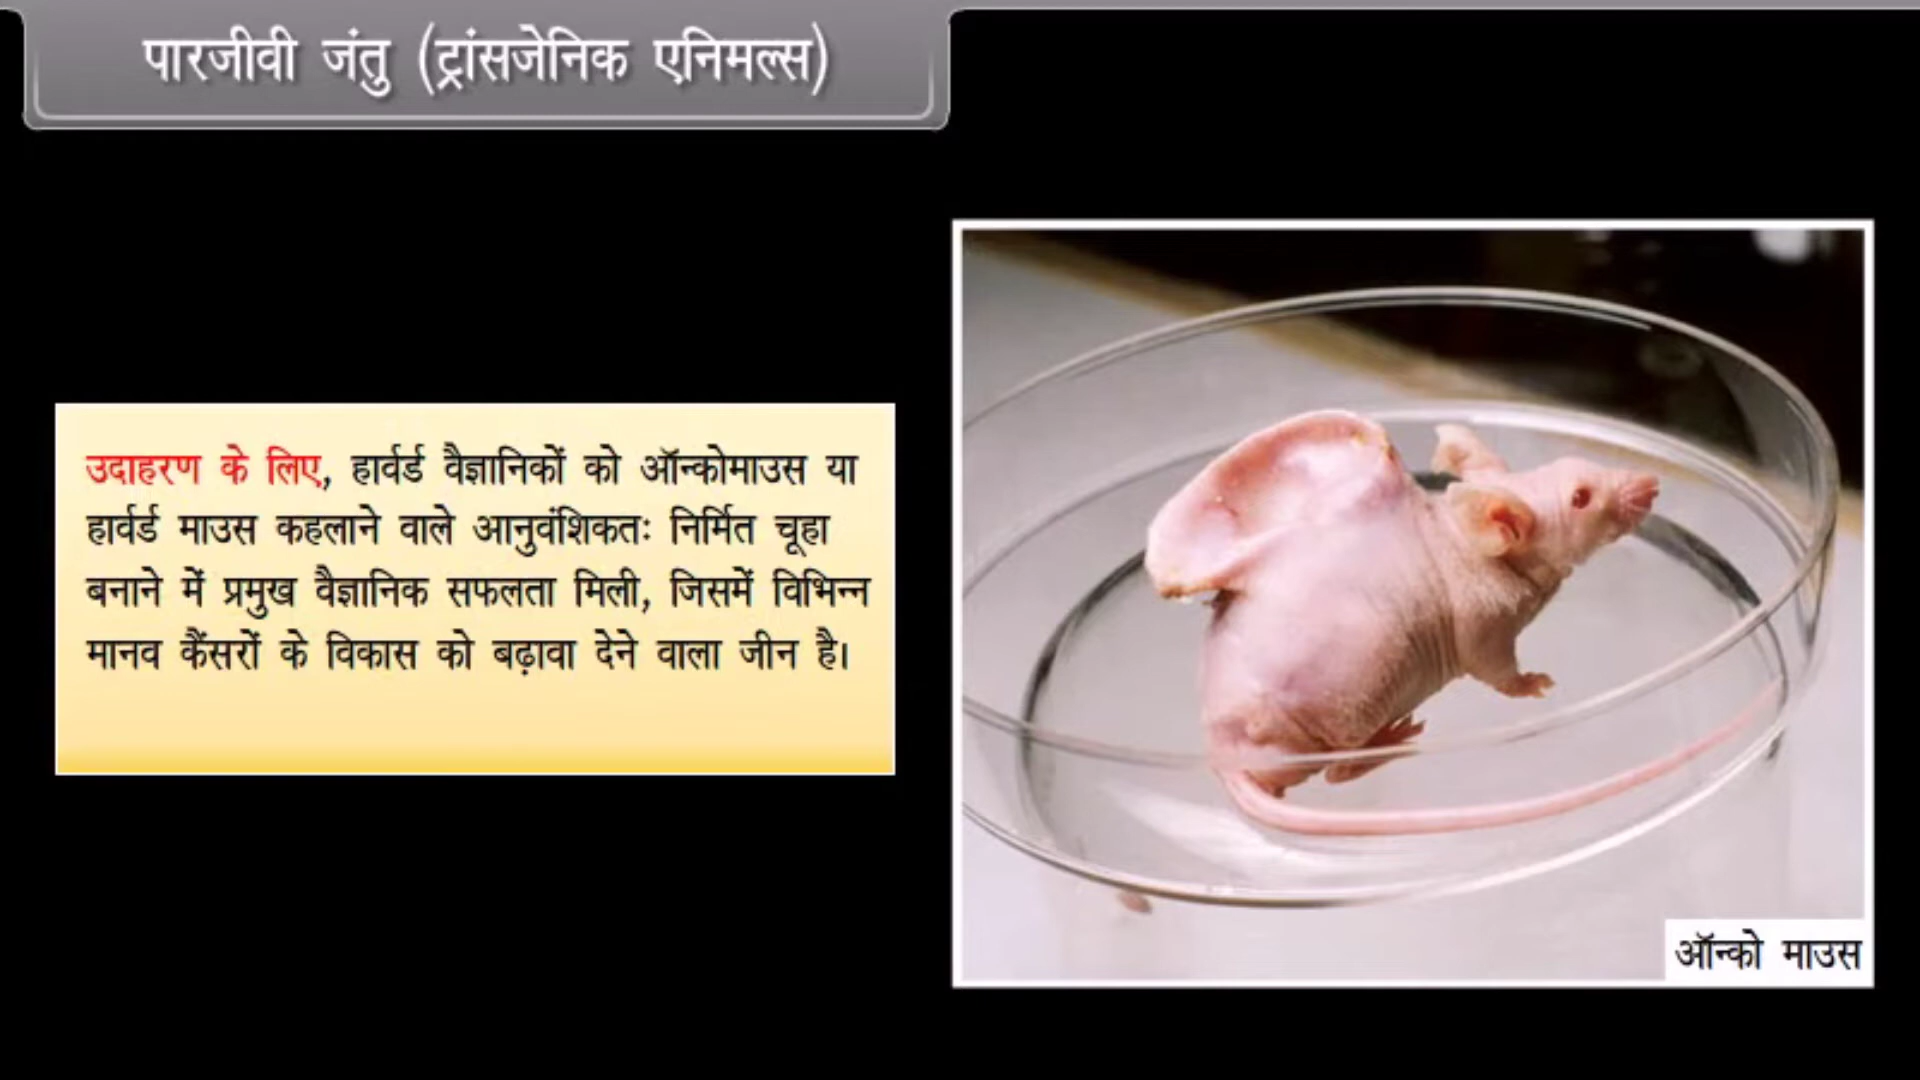 पारजीवी जंतु (ट्रांसजेनिक एनिमल्स)
उदाहरण के लिए, हार्वर्ड वैज्ञानिकों को ऑन्कोमाउस या
हार्वर्ड माउस कहलाने वाले आनुवंशिकतः निर्मित चूहा
बनाने में प्रमुख वैज्ञानिक सफलता मिली, जिसमें विभिन्न
मानव कैंसरों के विकास को बढ़ावा देने वाला जीन है।
ऑन्को माउस